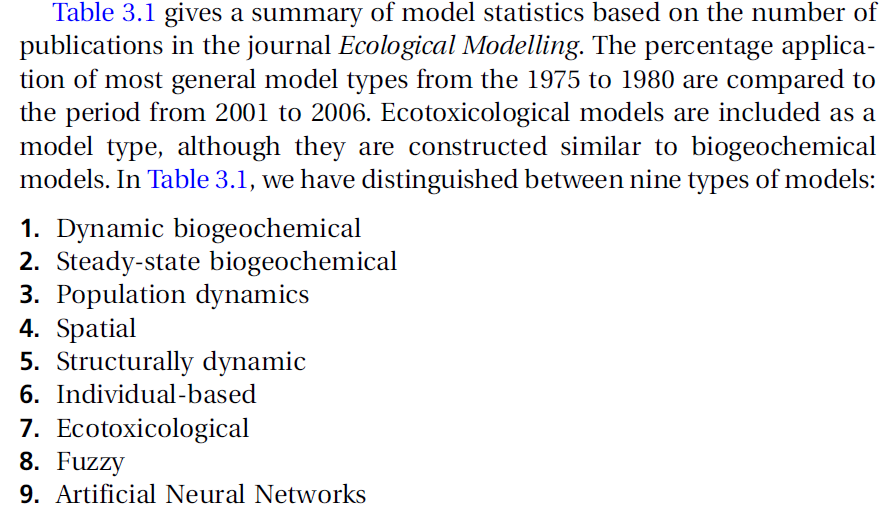 Table 3.1 gives a summary of model statistics based on the number of
publications in the journal Ecological Modelling. The percentage applica-
tion of most general model types from the 1975 to 1980 are compared to
the period from 2001 to 2006. Ecotoxicological models are included as a
model type, although they are constructed similar to biogeochemical
models. In Table 3.1, we have distinguished between nine types of models:
1. Dynamic biogeochemical
2. Steady-state biogeochemical
3. Population dynamics
4. Spatial
5. Structurally dynamic
6. Individual-based
7. Ecotoxicological
8. Fuzzy
9. Artificial Neural Networks